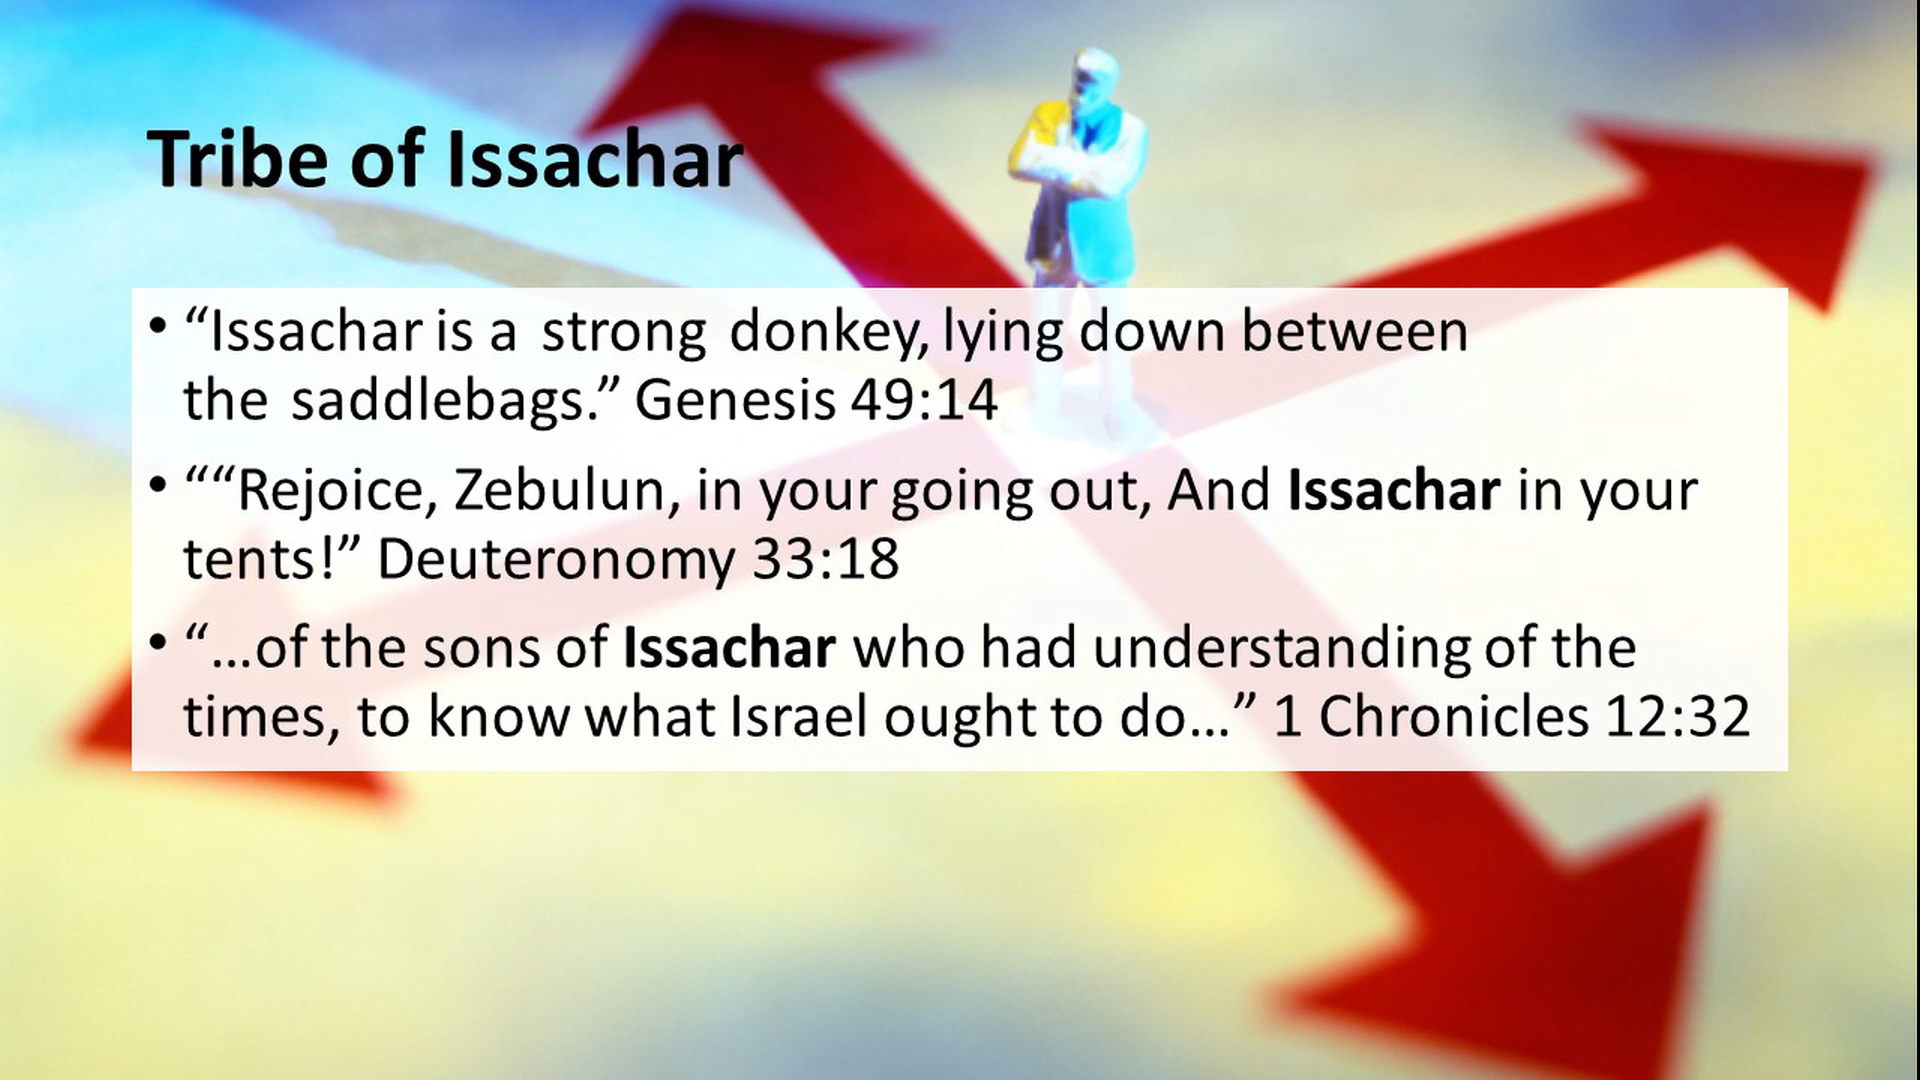 Tribe of Issachar
• “Issachar is a strong donkey, lying down between
the saddlebags.” Genesis 49:14
• ““Rejoice, Zebulun, in your going out, And Issachar in your
tents!” Deuteronomy 33:18
• “…of the sons of Issachar who had understanding of the
times, to know what Israel ought to do…” 1 Chronicles 12:32